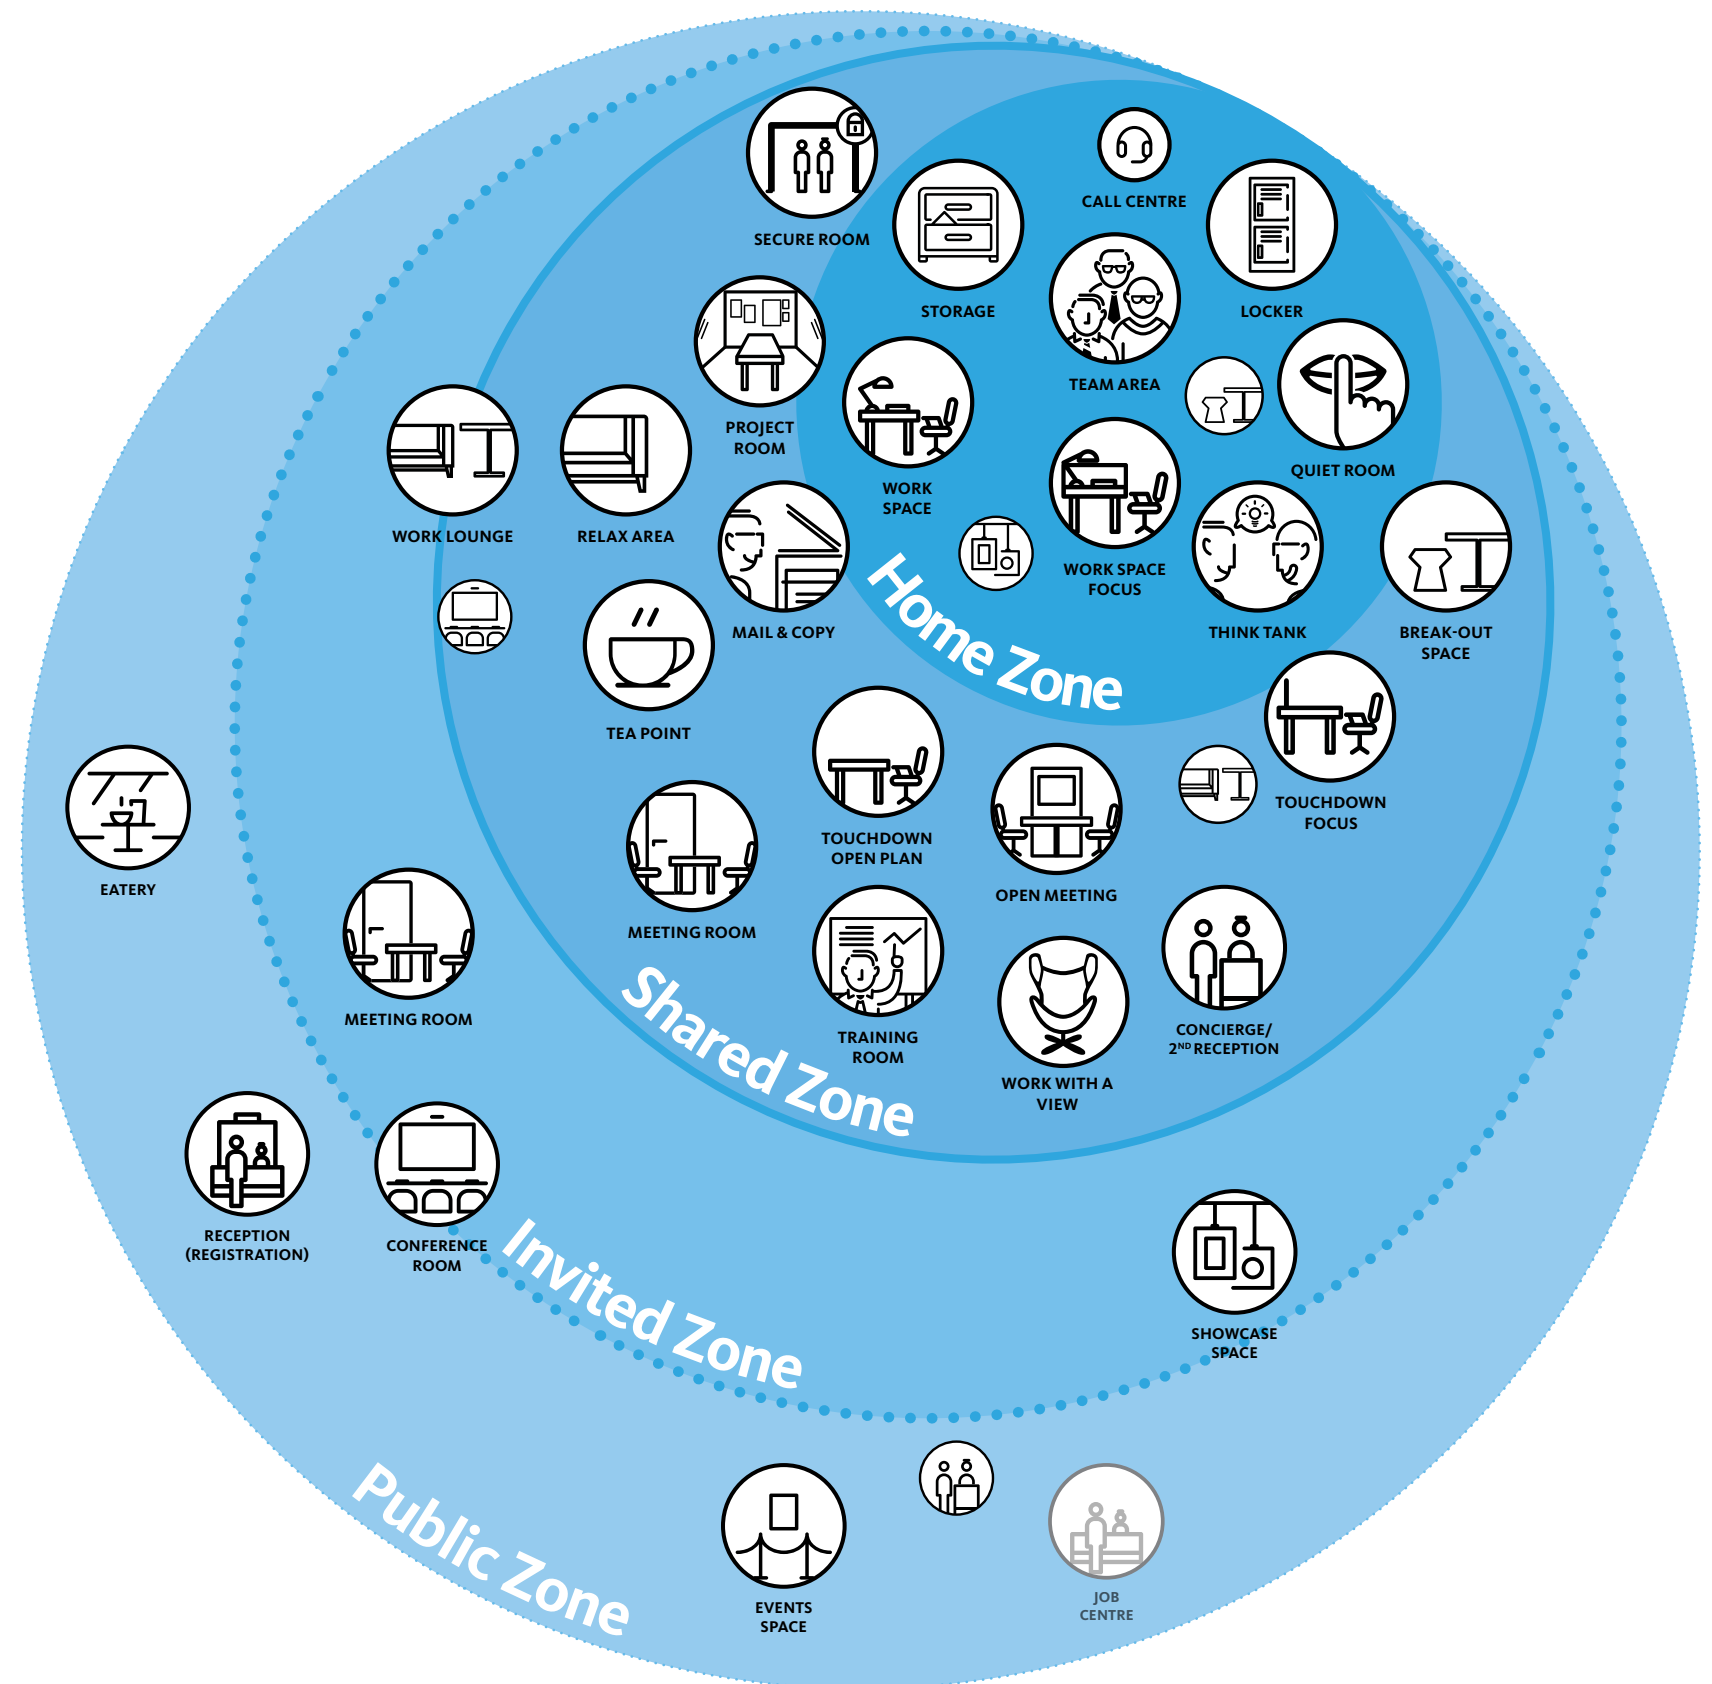 CALL CENTRE
SECURE ROOM
STORAGE
LOCKER
TEAM AREA
PROJECT
ROOM
QUIET ROOM
WORK
SPACE
WORK LOUNGE
RELAX AREA
WORK SPACE
FOCUS
MAIL & COPY
THINK TANK
BREAK-OUT
SPACE
Home Zone
TEA POINT
TOUCHDOWN
FOCUS
TOUCHDOWN
OPEN PLAN
EATERY
OPEN MEETING
MEETING ROOM
MEETING ROOM
TRAINING
ROOM
CONCIERGE/
2ND RECEPTION
WORK WITH A
VIEW
Shared Zone
RECEPTION
(REGISTRATION)
CONFERENCE
ROOM
Invited Zone
SHOWCASE
SPACE
Public Zone
EVENTS
SPACE
JOB
CENTRE